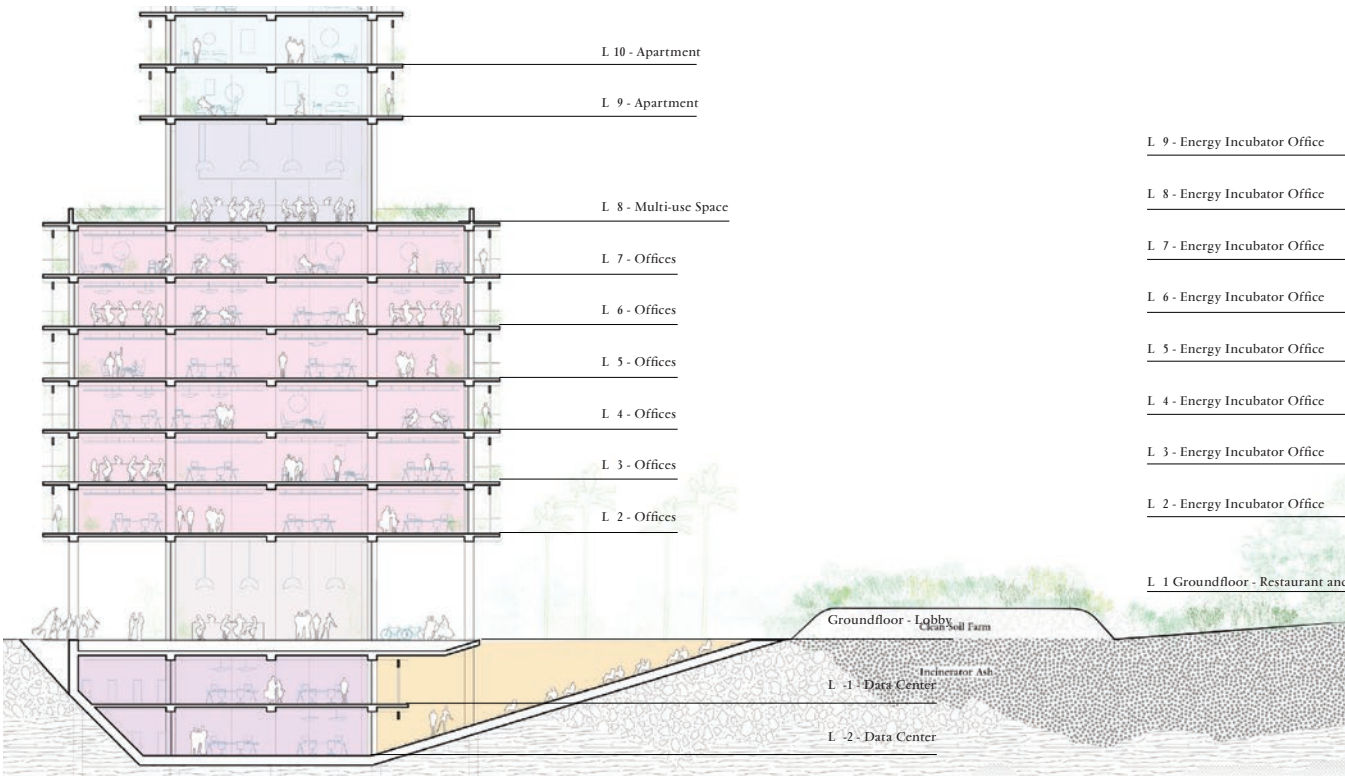 L 10 - Apartment
L 9 - Apartment
L 8 - Multi-use Space
L 7 - Offices
L 6 - Offices
L 5 - Offices
L 4 - Offices
L 3 - Offices
L 2 - Offices
Groundfloor - Lobby
Clean Soil Farm
Incinerator Ash
L -1 - Data Center
L -2 - Data Center
L 9 - Energy Incubator Office
L 8 - Energy Incubator Office
L 7 - Energy Incubator Office
L 6 - Energy Incubator Office
L 5 - Energy Incubator Office
L 4 - Energy Incubator Office
L 3 - Energy Incubator Office
L 2 - Energy Incubator Office
L 1 Groundfloor - Restaurant and